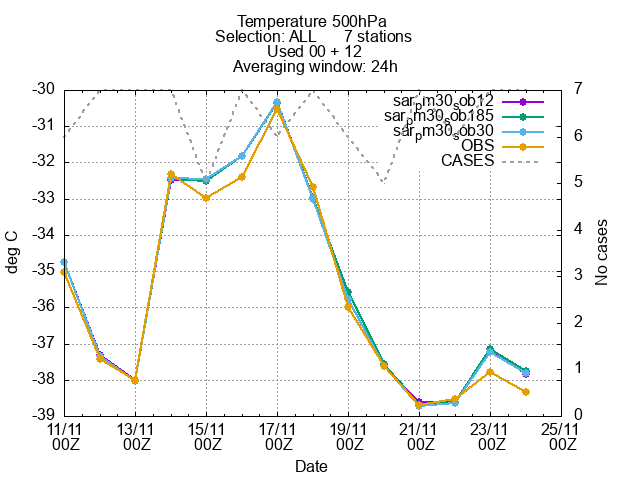 Temperature 500hPa
Selection: ALL 7 stations
Used 00 + 12
Averaging window: 24h
-30
-31
-32
-33
-34
-35
-36
-37
-38
-39
deg C
7
6
5
4
3
2
1
0
No cases
sarpm30sob12
sarpm30sob185
sarpm30sob30
OBS
CASES
11/11 13/11 15/11 17/11 19/11 21/11 23/11 25/11
00Z 00Z 00Z 00Z 00Z 00Z 00Z 00Z
Date